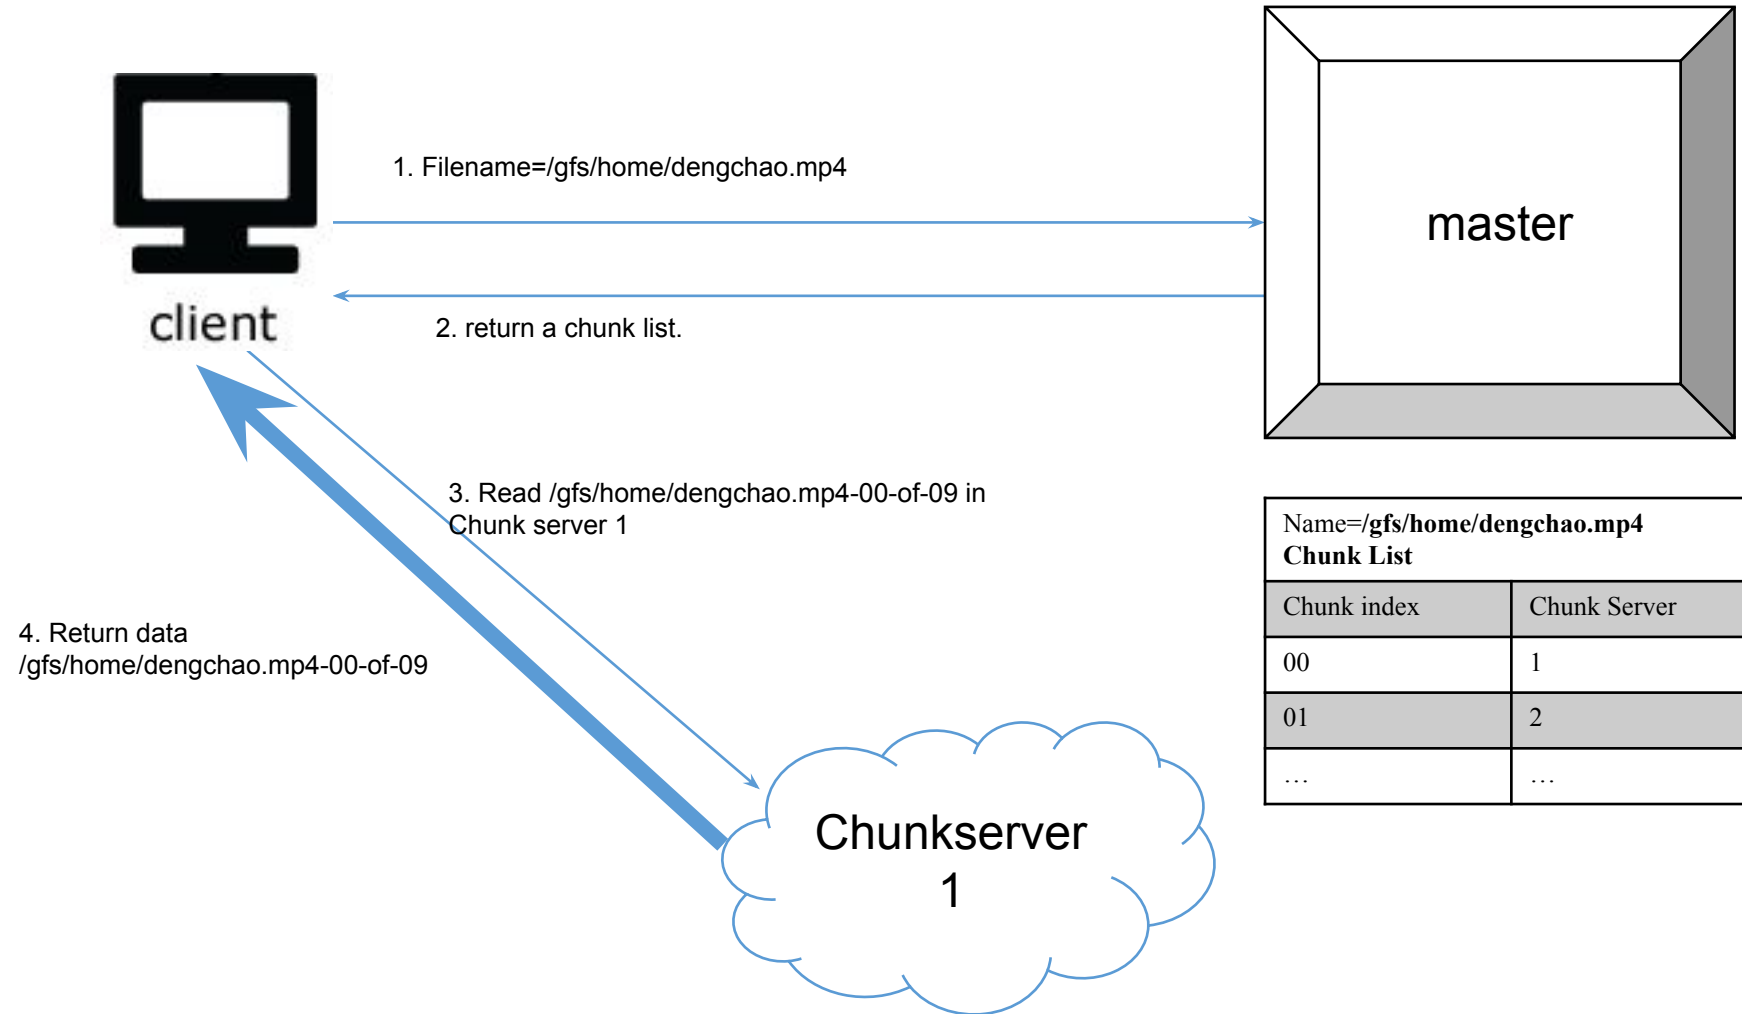 1. Filename=/gfs/home/dengchao.mp4
master
client
2. return a chunk list.
3. Read /gfs/home/dengchao.mp4-00-of-09 in
Chunk server 1
4. Return data
/gfs/home/dengchao.mp4-00-of-09
Chunkserver
1
Name=/gfs/home/dengchao.mp4
Chunk List
Chunk index Chunk Server
00 1
01 2
… …